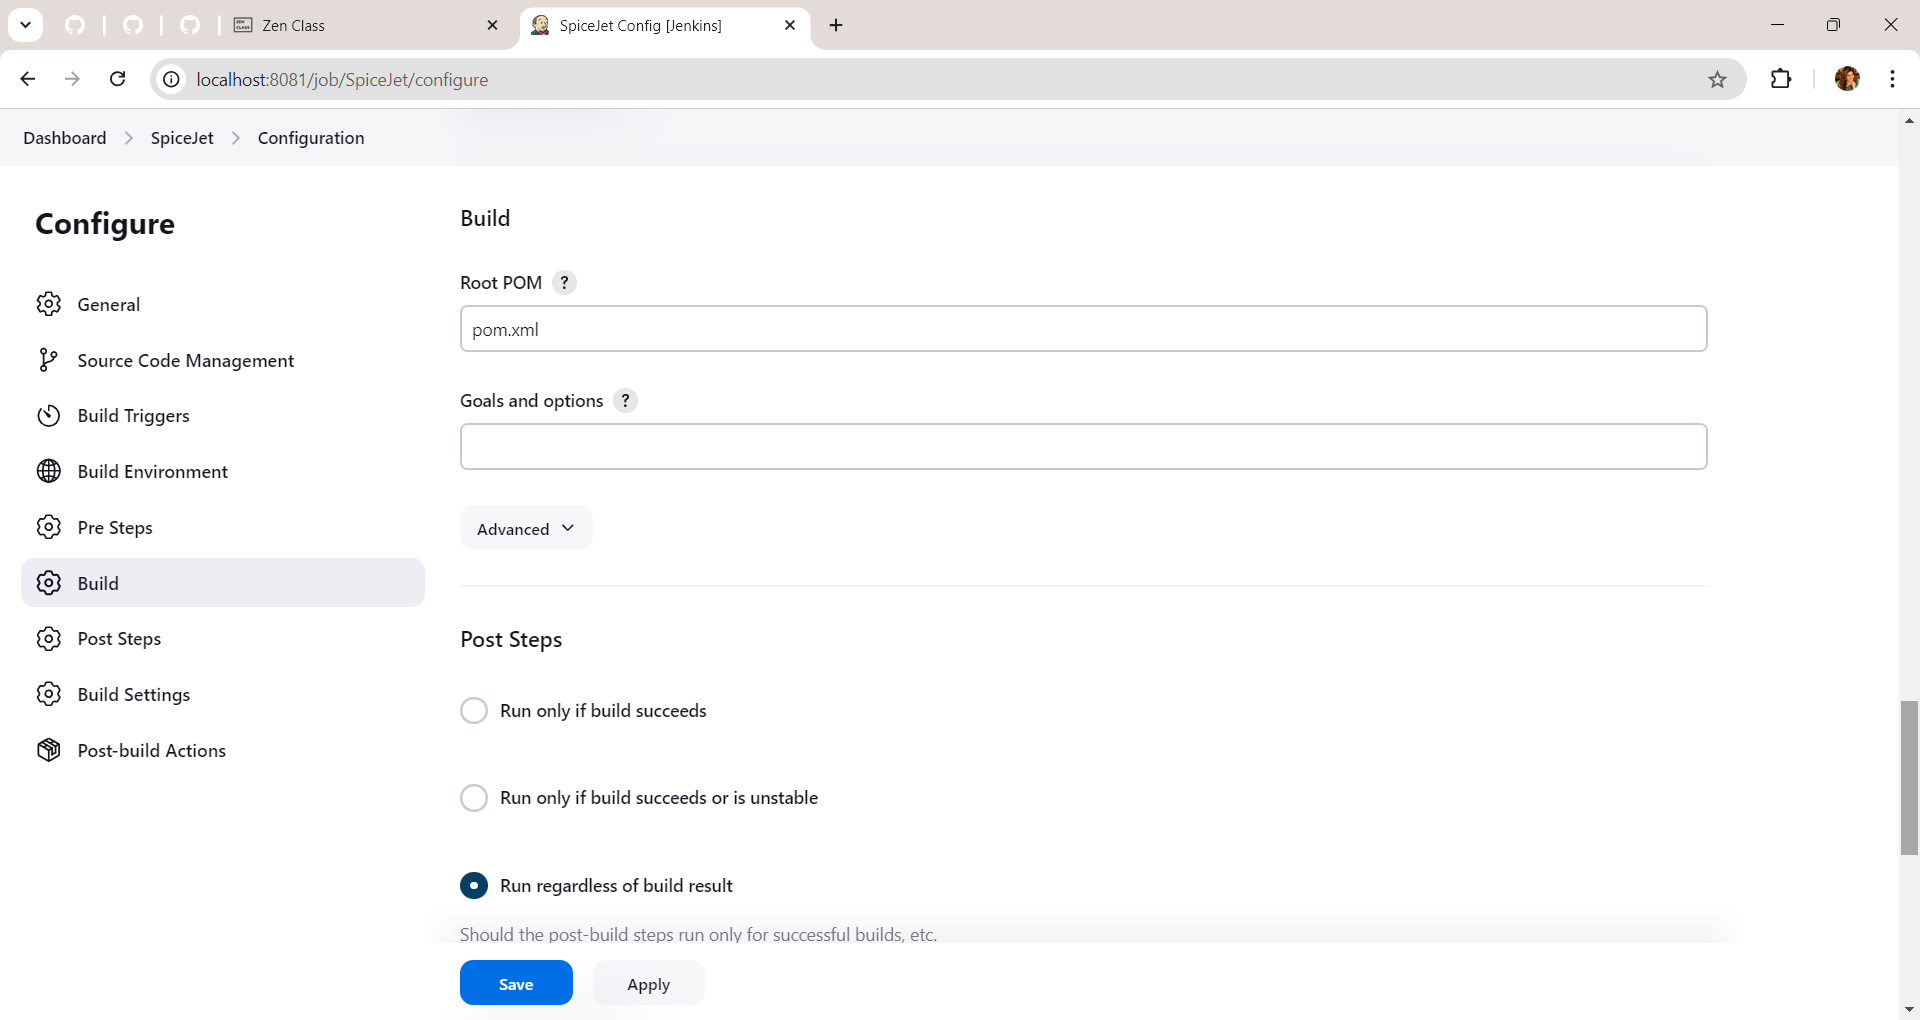 Zen Class
SpiceJet Config [Jenkins]
localhost:8081/job/SpiceJet/configure
Dashboard
SpiceJet
Configuration
Configure
General
Source Code Management
Build Triggers
Build Environment
Pre Steps
Build
Post Steps
Build Settings
Post-build Actions
Build
Root POM ?
pom.xml
Goals and options ?
Advanced
Post Steps
Run only if build succeeds
Run only if build succeeds or is unstable
Run regardless of build result
Should the post-build steps run only for successful builds, etc.
Save
Apply